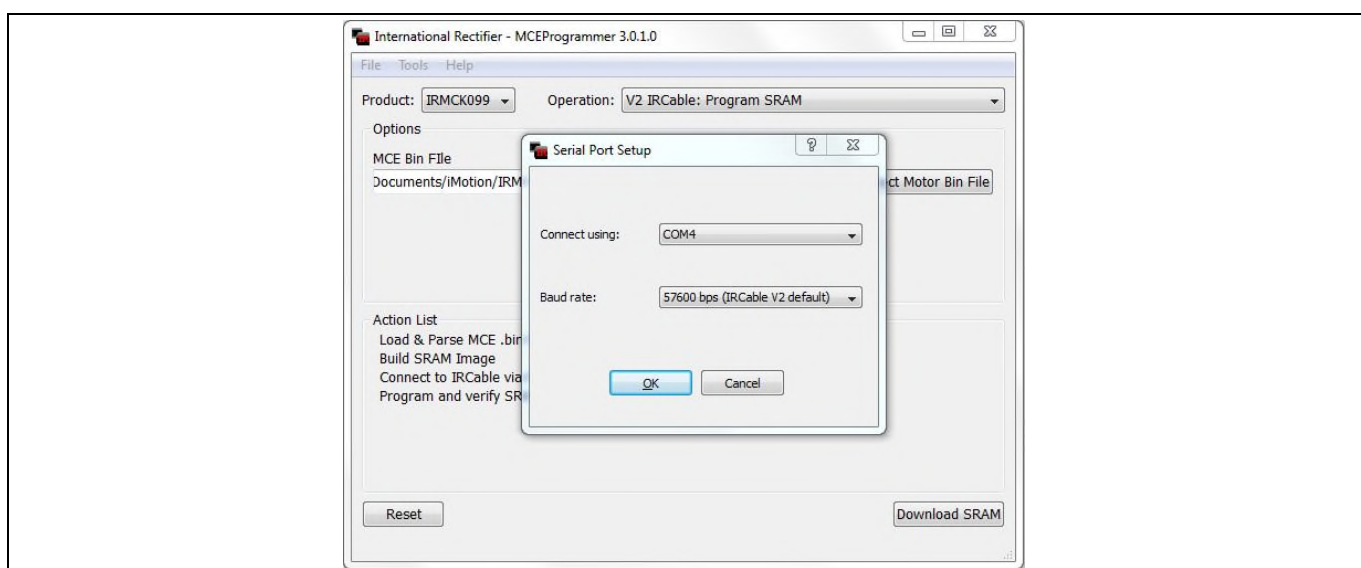 International Rectifier - MCEProgrammer 3.0.1.0
File Tools Help
Product: IRMCK099 Operation: V2 IRCable: Program SRAM
Options
MCE Bin FIle
Documents/iMotion/IRM
ct Motor Bin File
Serial Port Setup
Connect using: COM4
Baud rate: 57600 bps (IRCable V2 default)
OK Cancel
Action List
Load & Parse MCE .bin
Build SRAM Image
Connect to IRCable via
Program and verify SR
Reset Download SRAM